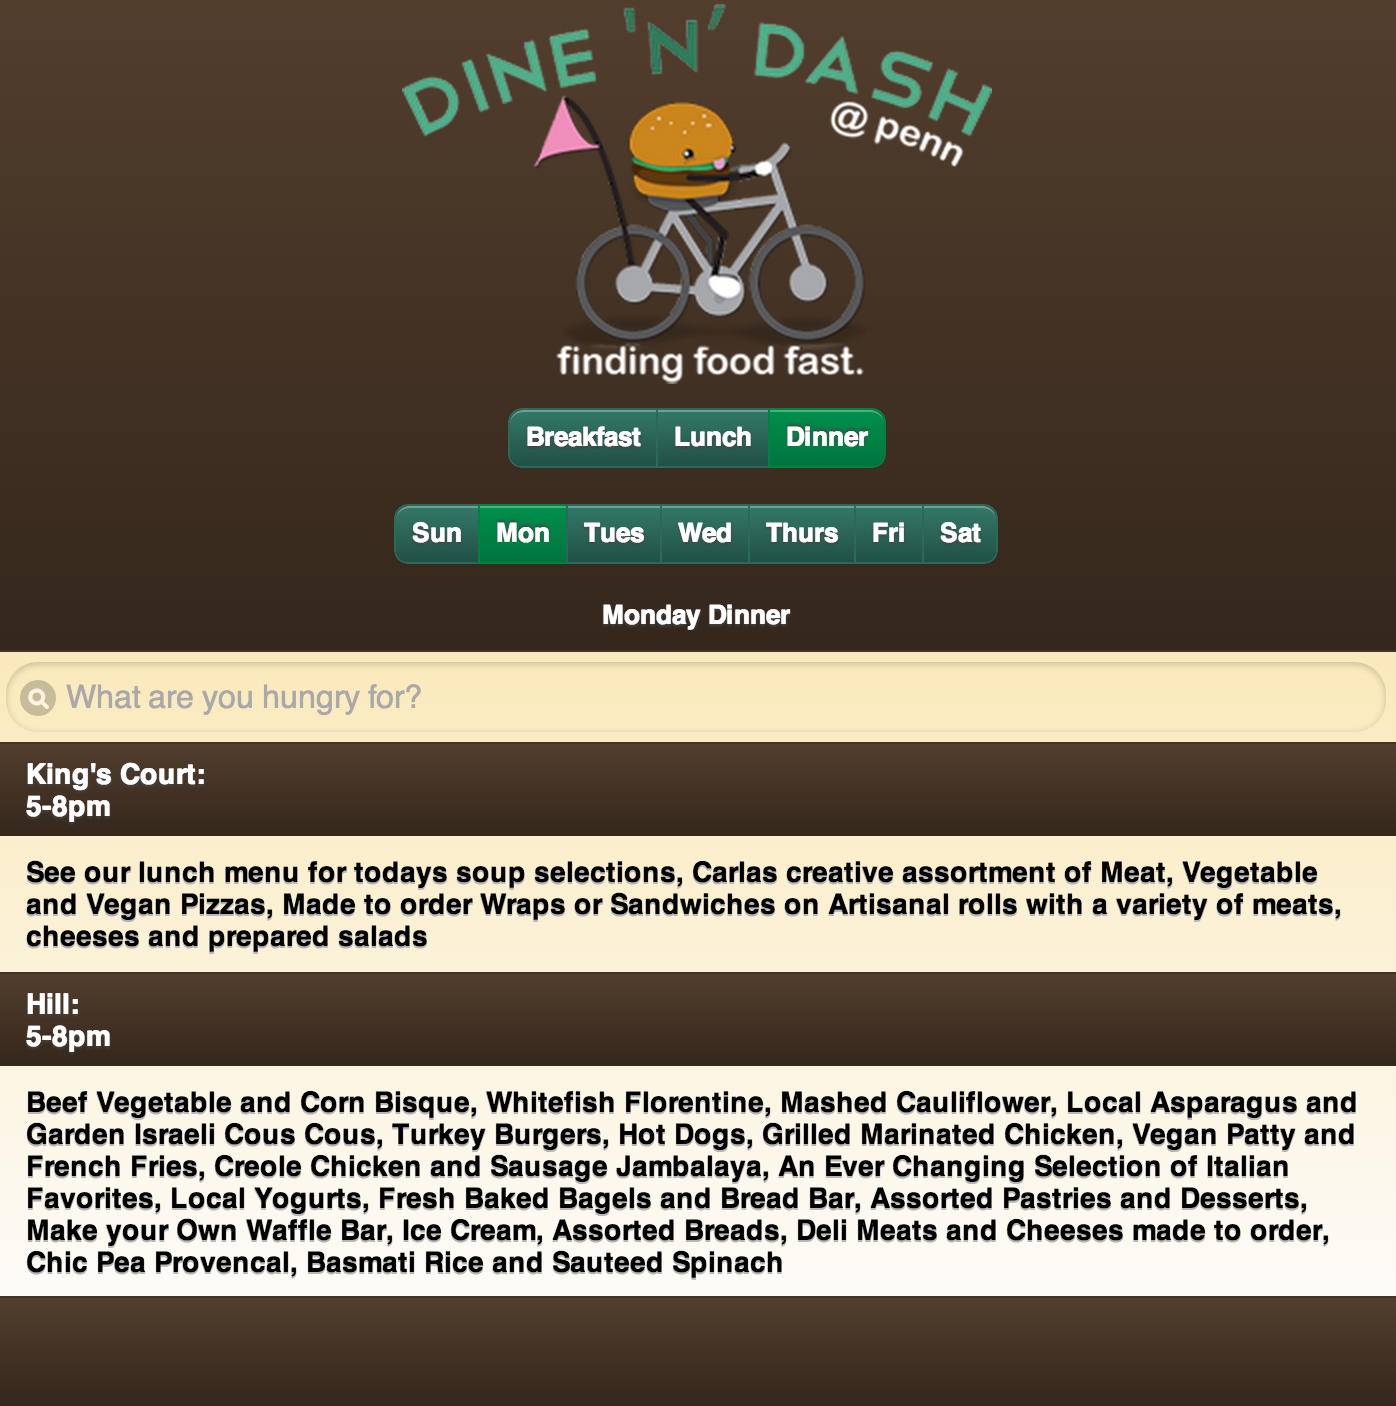 DINE 'N' DASH
@ penn
finding food fast.
Breakfast Lunch Dinner
Sun Mon Tues Wed Thurs Fri Sat
Monday Dinner
What are you hungry for?
King's Court:
5-8pm
See our lunch menu for todays soup selections, Carlas creative assortment of Meat, Vegetable
and Vegan Pizzas, Made to order Wraps or Sandwiches on Artisanal rolls with a variety of meats,
cheeses and prepared salads
Hill:
5-8pm
Beef Vegetable and Corn Bisque, Whitefish Florentine, Mashed Cauliflower, Local Asparagus and
Garden Israeli Cous Cous, Turkey Burgers, Hot Dogs, Grilled Marinated Chicken, Vegan Patty and
French Fries, Creole Chicken and Sausage Jambalaya, An Ever Changing Selection of Italian
Favorites, Local Yogurts, Fresh Baked Bagels and Bread Bar, Assorted Pastries and Desserts,
Make your Own Waffle Bar, Ice Cream, Assorted Breads, Deli Meats and Cheeses made to order,
Chic Pea Provencal, Basmati Rice and Sauteed Spinach